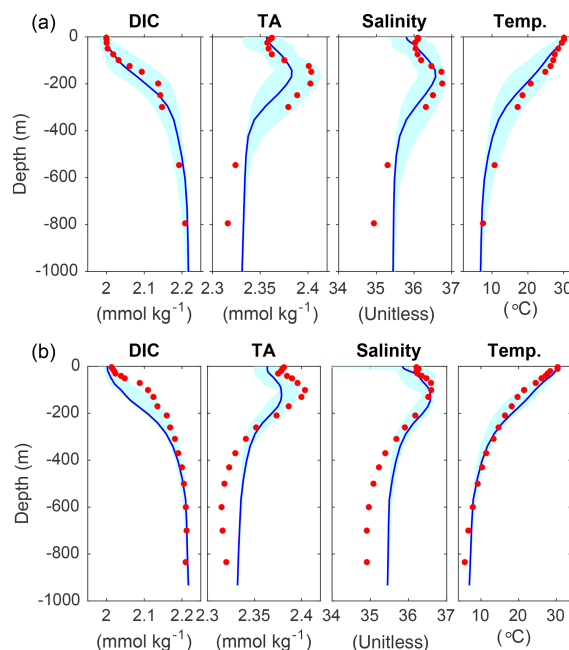 (a) DIC TA Salinity Temp.
0
-200
-400
-600
-800
-1000
Depth (m)
2 2.1 2.2 2.3 2.35 2.4 34 35 36 37 10 20 30
(mmol kg-1) (mmol kg-1) (Unitless) (°C)
(b) DIC TA Salinity Temp.
0
-200
-400
-600
-800
-1000
Depth (m)
2 2.1 2.2 2.3 2.35 2.4 34 35 36 37 10 20 30
(mmol kg-1) (mmol kg-1) (Unitless) (°C)